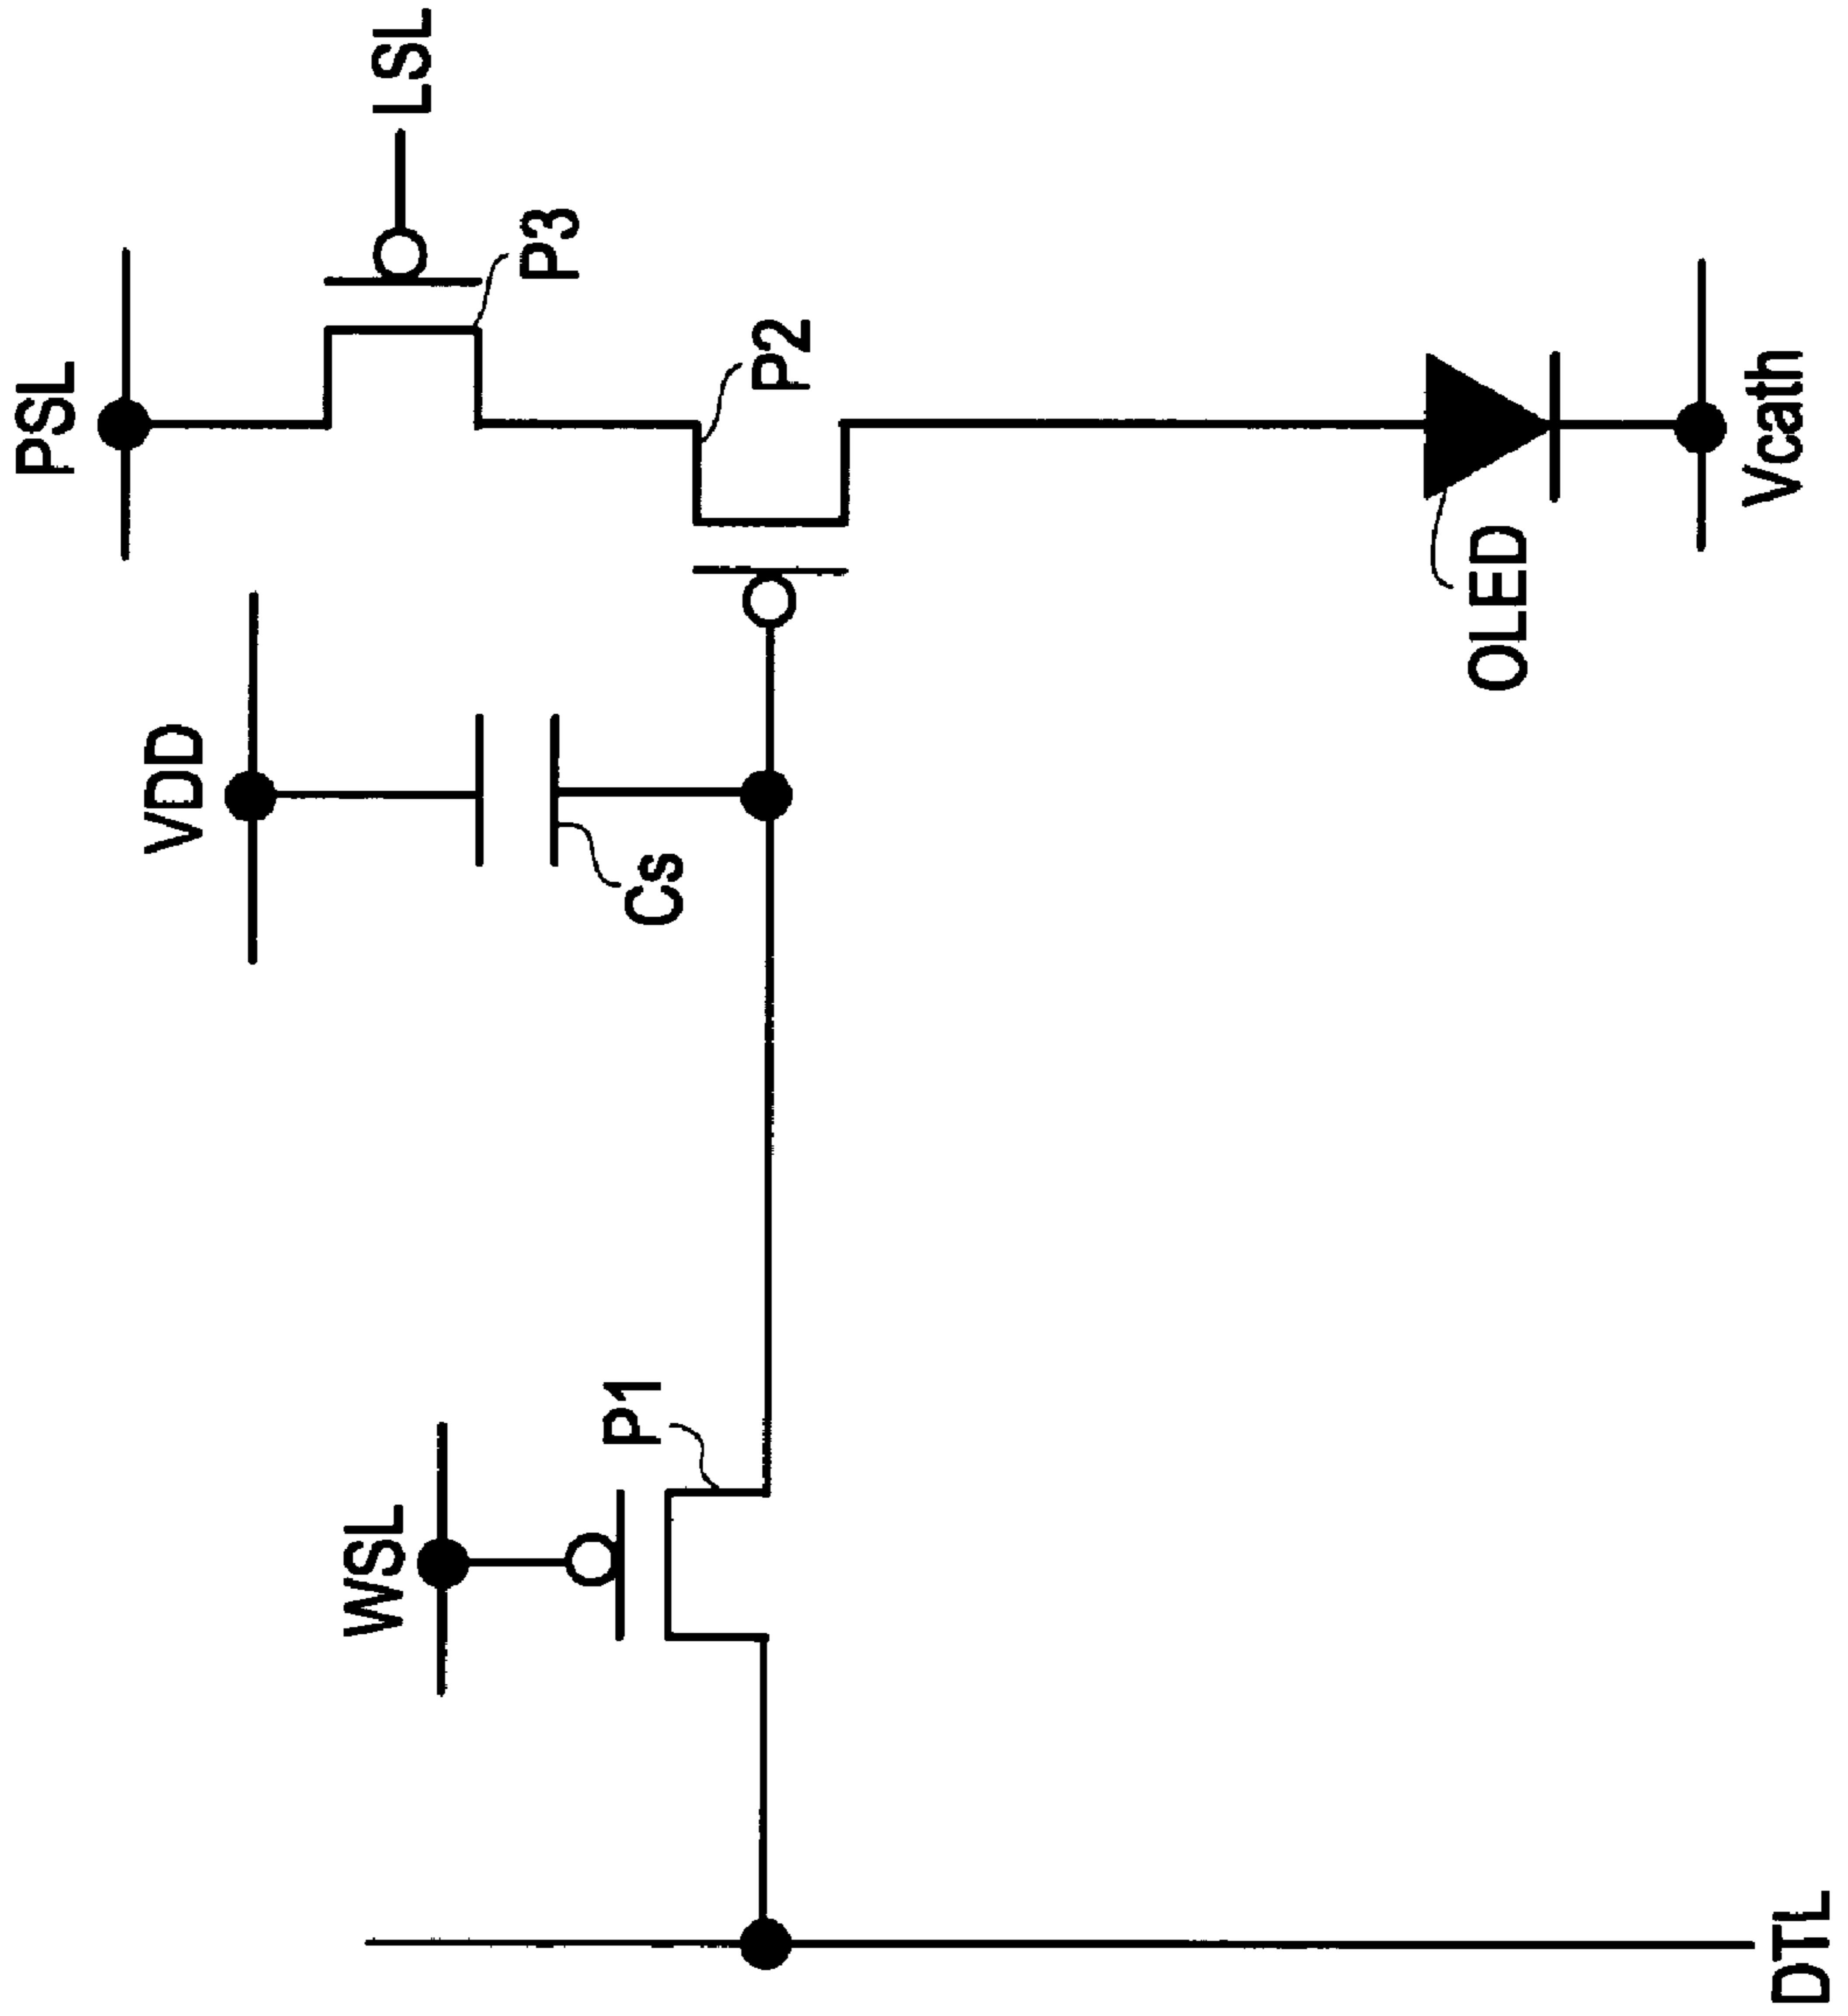 PSL
LSL
P3
P2
VDD
Cs
OLED
Vcath
WSL
P1
DTL